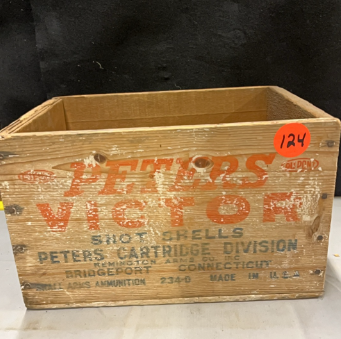 124
PETERS
DUPONT
VICTOR
SHOT SHELLS
PETERS CARTRIDGE DIVISION
REMINGTON ARMS CO. INC.
BRIDGEPORT CONNECTICUT
SMALL ARMS AMMUNITION 234-D MADE IN U.S.A.